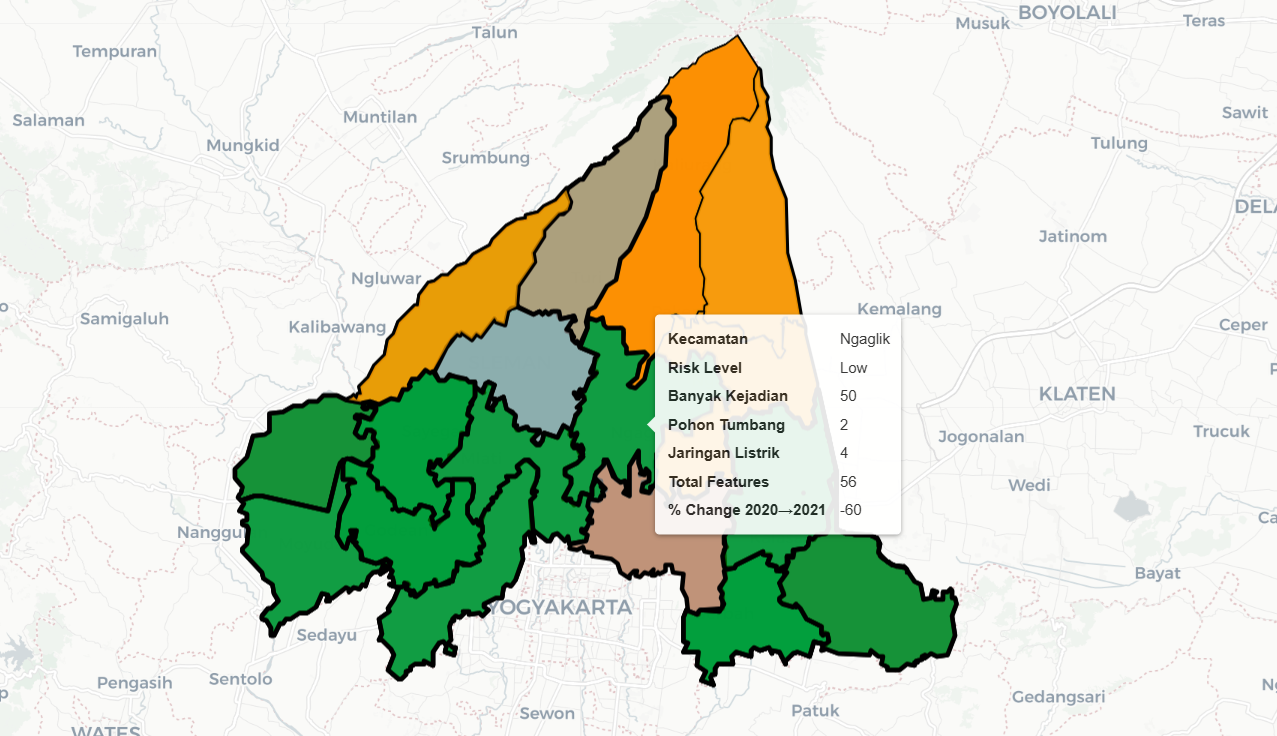 BOYOLALI
Musuk
Teras
Talun
Tempuran
Salaman
Muntilan
Sawit
Mungkid
Tulung
Srumbung
DELA
Jatinom
Ngluwar
Kemalang
Samigaluh
Kalibawang
Ceper
Kecamatan Ngaglik
Risk Level Low
Banyak Kejadian 50
Pohon Tumbang 2
Jaringan Listrik 4
Total Features 56
% Change 2020→2021 -60
KLATEN
Trucuk
Jogonalan
Wedi
Nanggu
Ca
Bayat
YOGYAKARTA
Sedayu
Sentolo
Pengasih
Gedangsari
Sewon
Patuk
WATES